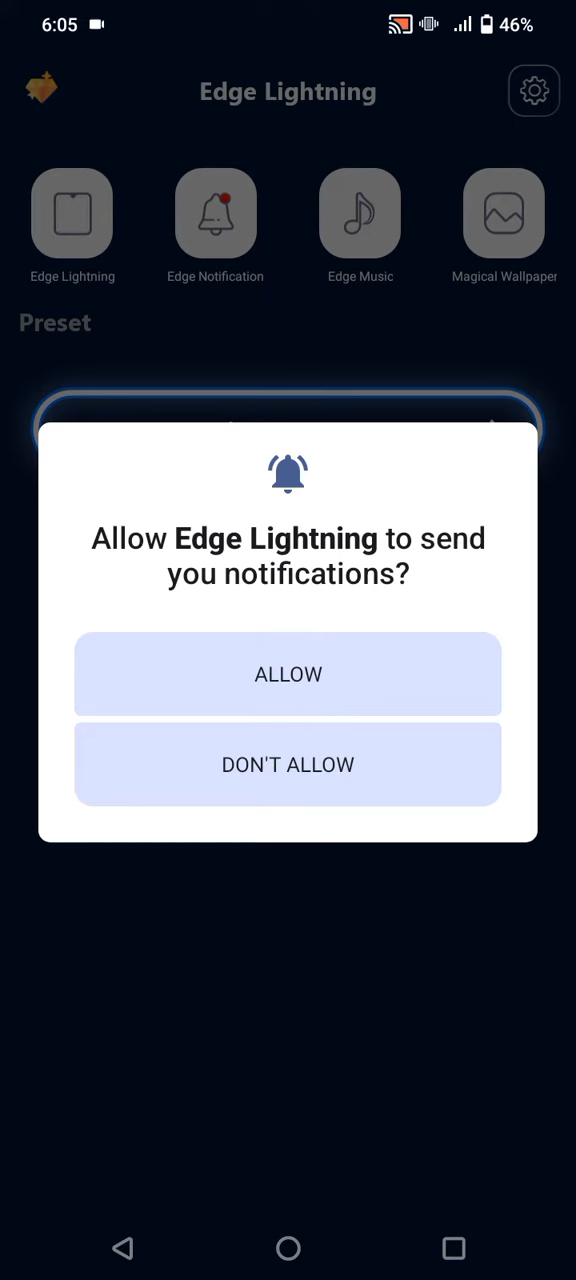 6:05
46%
Edge Lightning
Edge Lightning
Edge Notification
Edge Music
Magical Wallpaper
Preset
Allow Edge Lightning to send
you notifications?
ALLOW
DON'T ALLOW